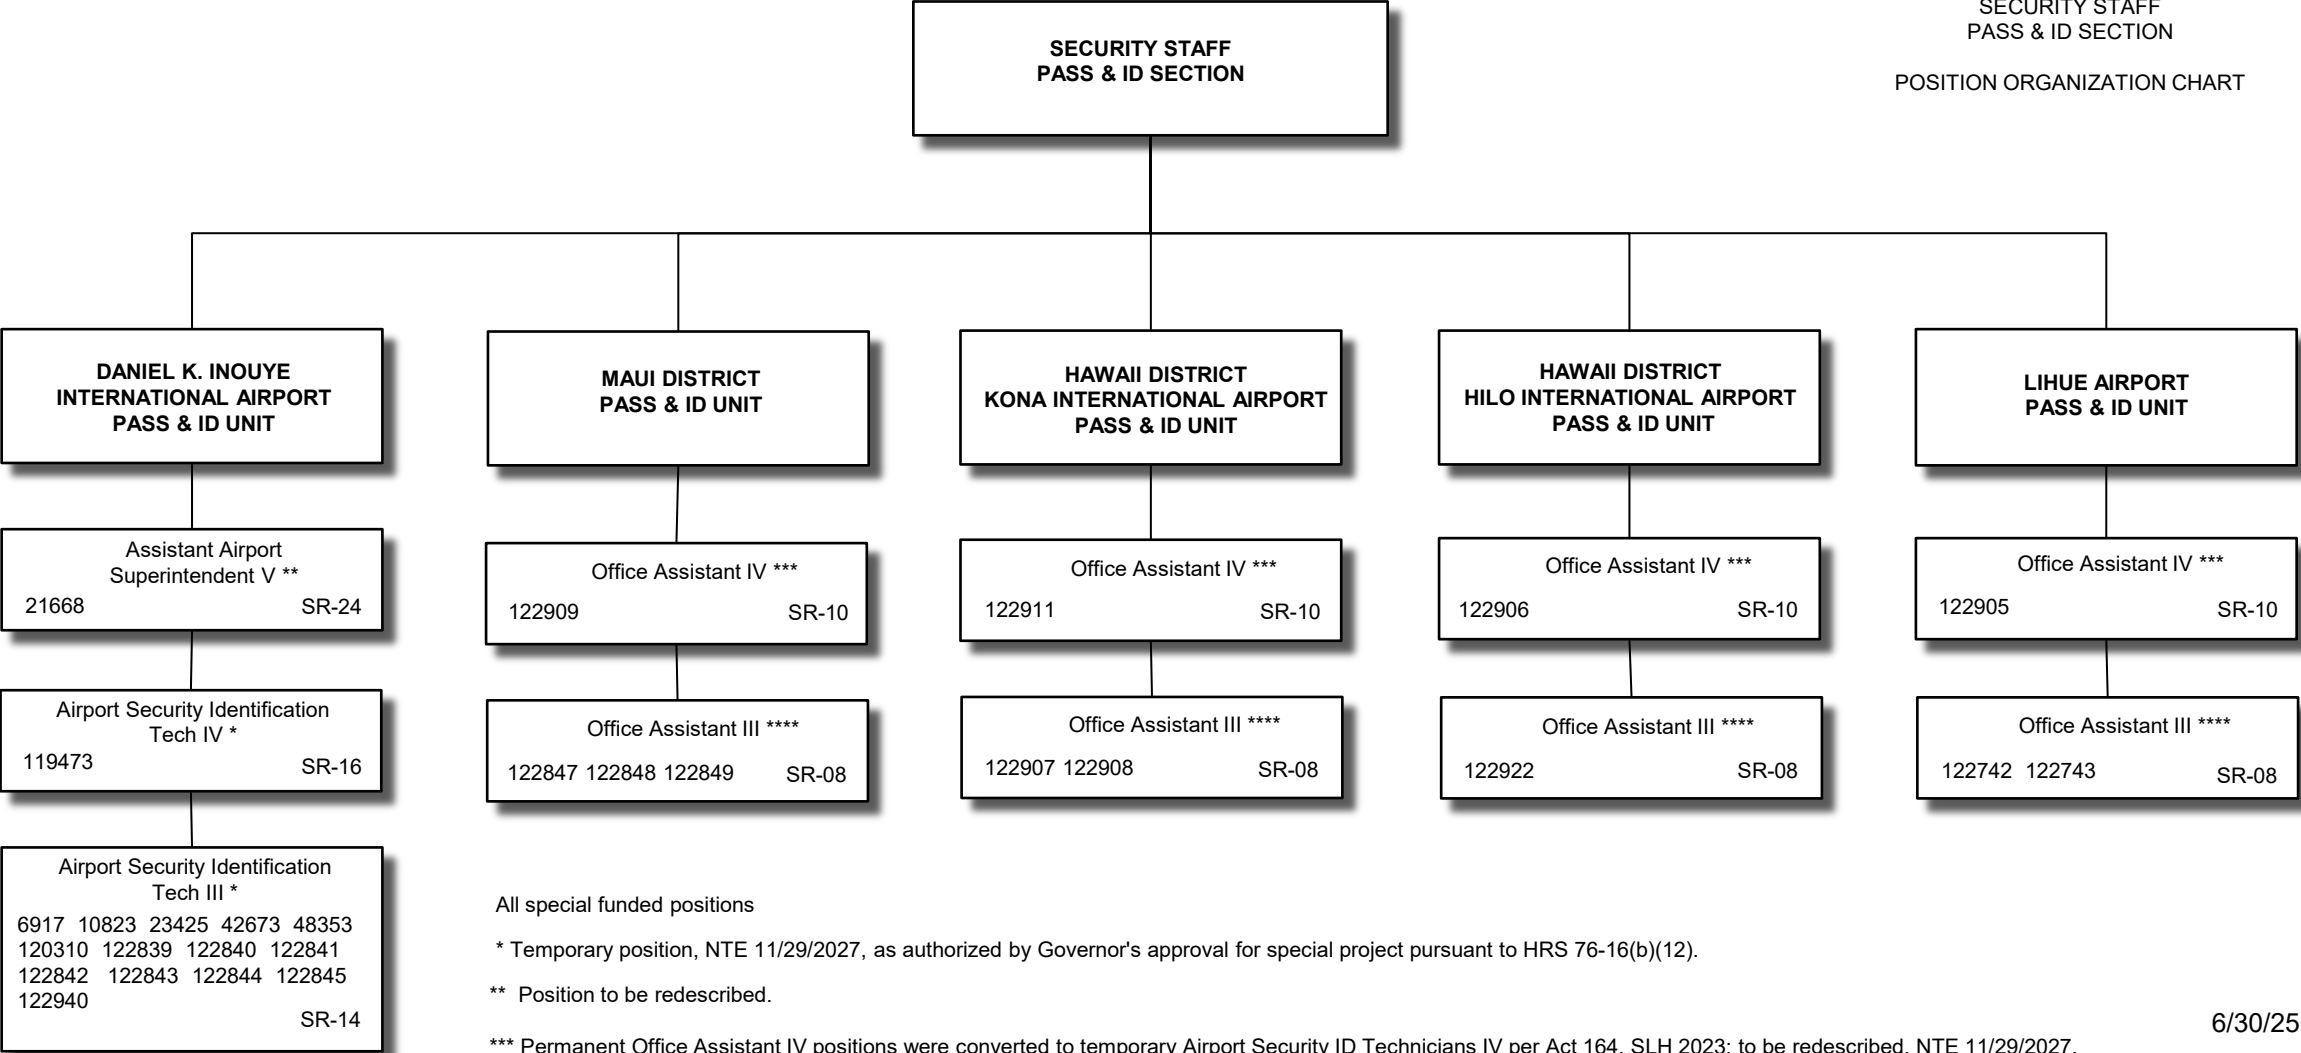 SECURITY STAFF
PASS & ID SECTION
POSITION ORGANIZATION CHART
SECURITY STAFF
PASS & ID SECTION
DANIEL K. INOUYE
INTERNATIONAL AIRPORT
PASS & ID UNIT
MAUI DISTRICT
PASS & ID UNIT
HAWAII DISTRICT
KONA INTERNATIONAL AIRPORT
PASS & ID UNIT
HAWAII DISTRICT
HILO INTERNATIONAL AIRPORT
PASS & ID UNIT
LIHUE AIRPORT
PASS & ID UNIT
Assistant Airport
Superintendent V **
21668 SR-24
Office Assistant IV ***
122909 SR-10
Office Assistant IV ***
122911 SR-10
Office Assistant IV ***
122906 SR-10
Office Assistant IV ***
122905 SR-10
Airport Security Identification
Tech IV *
119473 SR-16
Office Assistant III ****
122847 122848 122849 SR-08
Office Assistant III ****
122907 122908 SR-08
Office Assistant III ****
122922 SR-08
Office Assistant III ****
122742 122743 SR-08
Airport Security Identification
Tech III *
6917 10823 23425 42673 48353
120310 122839 122840 122841
122842 122843 122844 122845
122940
SR-14
All special funded positions
* Temporary position, NTE 11/29/2027, as authorized by Governor's approval for special project pursuant to HRS 76-16(b)(12).
** Position to be redescribed.
*** Permanent Office Assistant IV positions were converted to temporary Airport Security ID Technicians IV per Act 164, SLH 2023; to be redescribed, NTE 11/29/2027.
6/30/25